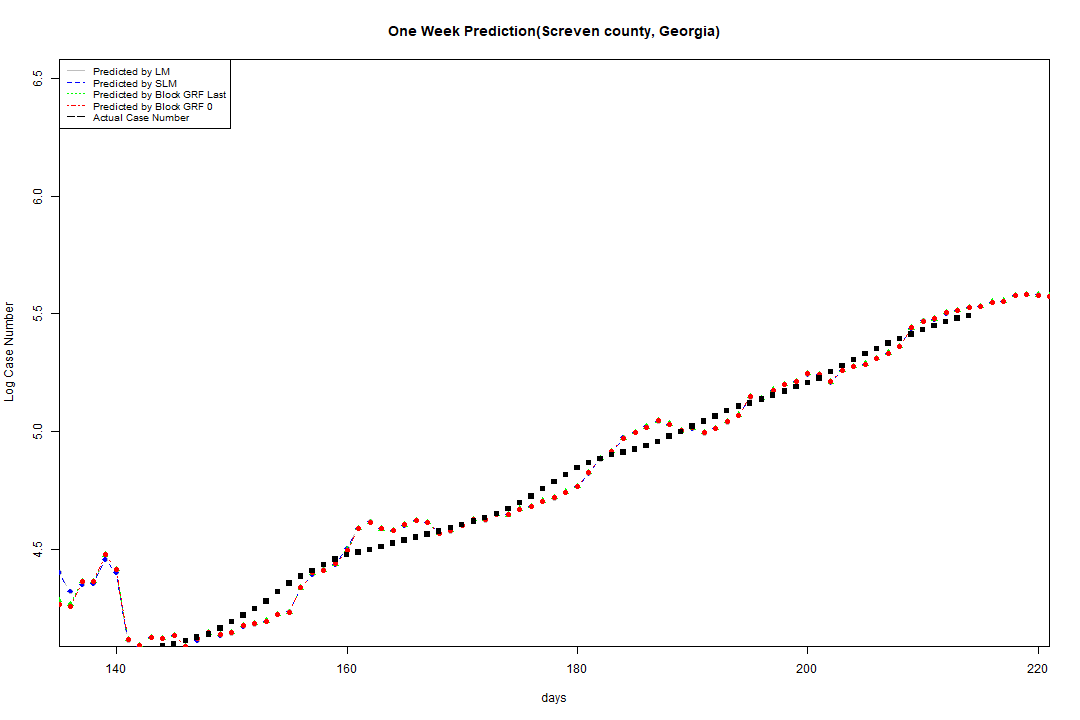 One Week Prediction(Screven county, Georgia)
Predicted by LM
Predicted by SLM
Predicted by Block GRF Last
Predicted by Block GRF 0
Actual Case Number
6.5
6.0
5.5
5.0
4.5
Log Case Number
140 160 180 200 220
days